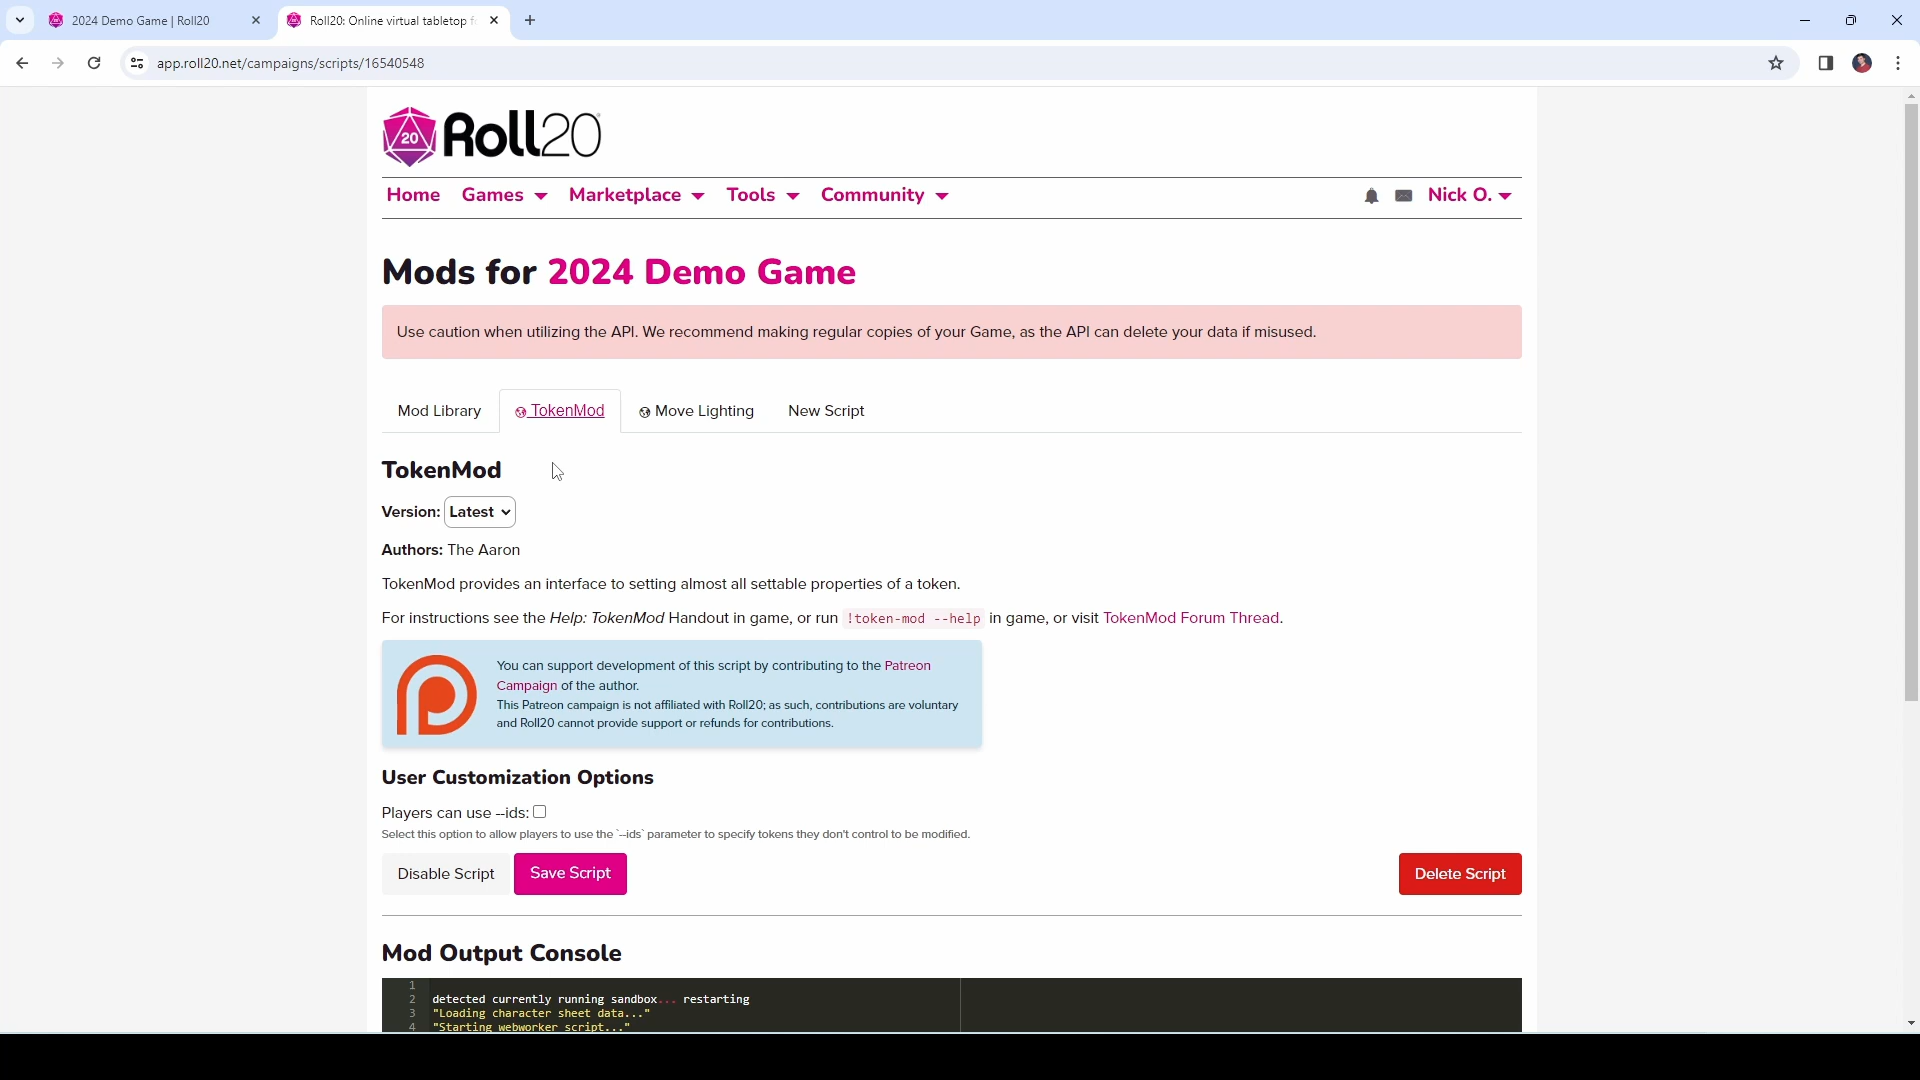 2024 Demo Game | Roll20
Roll20: Online virtual tabletop fo
app.roll20.net/campaigns/scripts/16540548
20 Roll20
Home Games Marketplace Tools Community Nick O.
Mods for 2024 Demo Game
Use caution when utilizing the API. We recommend making regular copies of your Game, as the API can delete your data if misused.
Mod Library TokenMod Move Lighting New Script
TokenMod
Version: Latest
Authors: The Aaron
TokenMod provides an interface to setting almost all settable properties of a token.
For instructions see the Help: TokenMod Handout in game, or run !token-mod --help in game, or visit TokenMod Forum Thread.
You can support development of this script by contributing to the Patreon
Campaign of the author.
This Patreon campaign is not affiliated with Roll20; as such, contributions are voluntary
and Roll20 cannot provide support or refunds for contributions.
User Customization Options
Players can use --ids:
Select this option to allow players to use the `--ids` parameter to specify tokens they don't control to be modified.
Disable Script Save Script Delete Script
Mod Output Console
1
2 detected currently running sandbox... restarting
3 "Loading character sheet data..."
4 "Starting webworker script..."